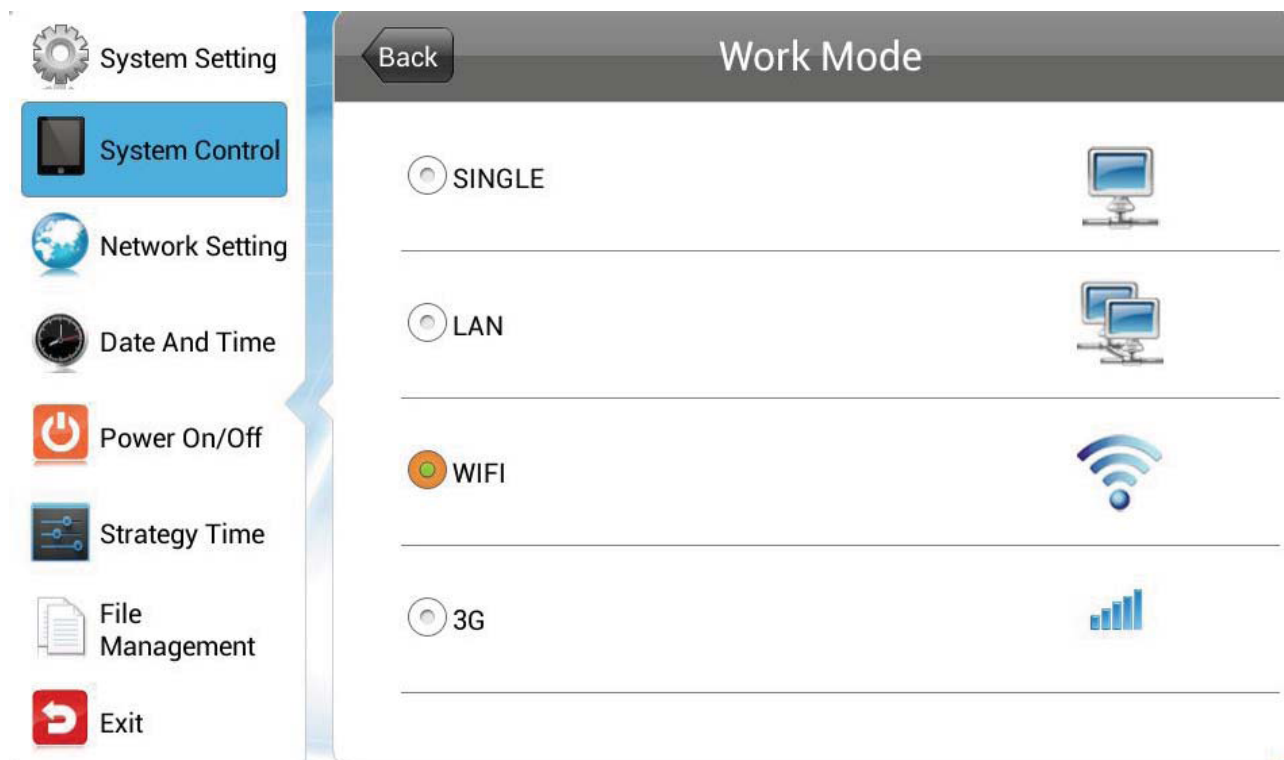 System Setting
System Control
Network Setting
Date And Time
Power On/Off
Strategy Time
File
Management
Exit
Back
Work Mode
SINGLE
LAN
WIFI
3G